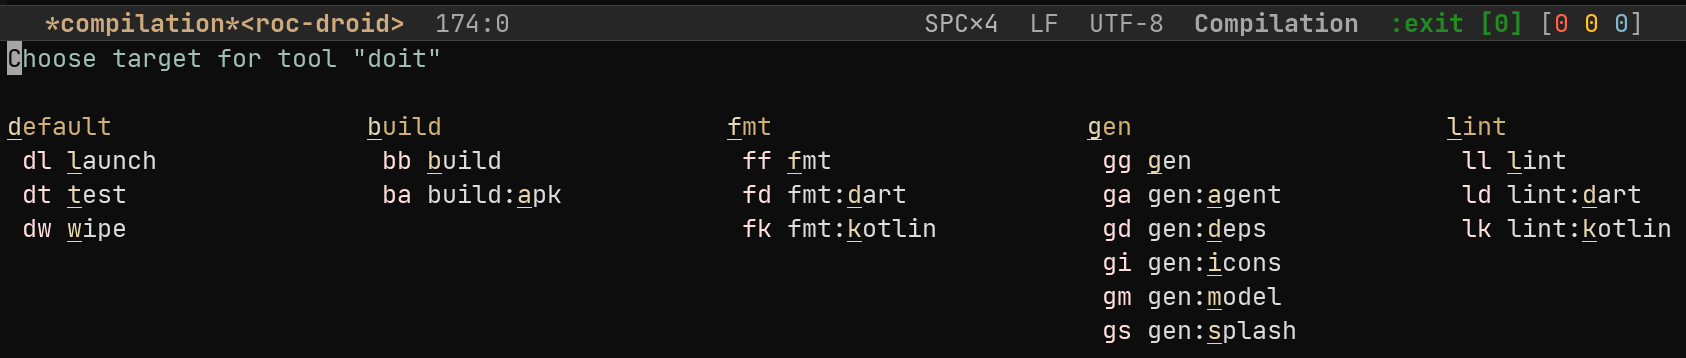 *compilation*<roc-droid>  174:0  SPC×4  LF  UTF-8  Compilation  :exit [0] [0 0 0]
Choose target for tool "doit"
default  build  fmt  gen  lint
dl launch  bb build  ff fmt  gg gen  ll lint
dt test  ba build:apk  fd fmt:dart  ga gen:agent  ld lint:dart
dw wipe  fk fmt:kotlin  gd gen:deps  lk lint:kotlin
gi gen:icons
gm gen:model
gs gen:splash